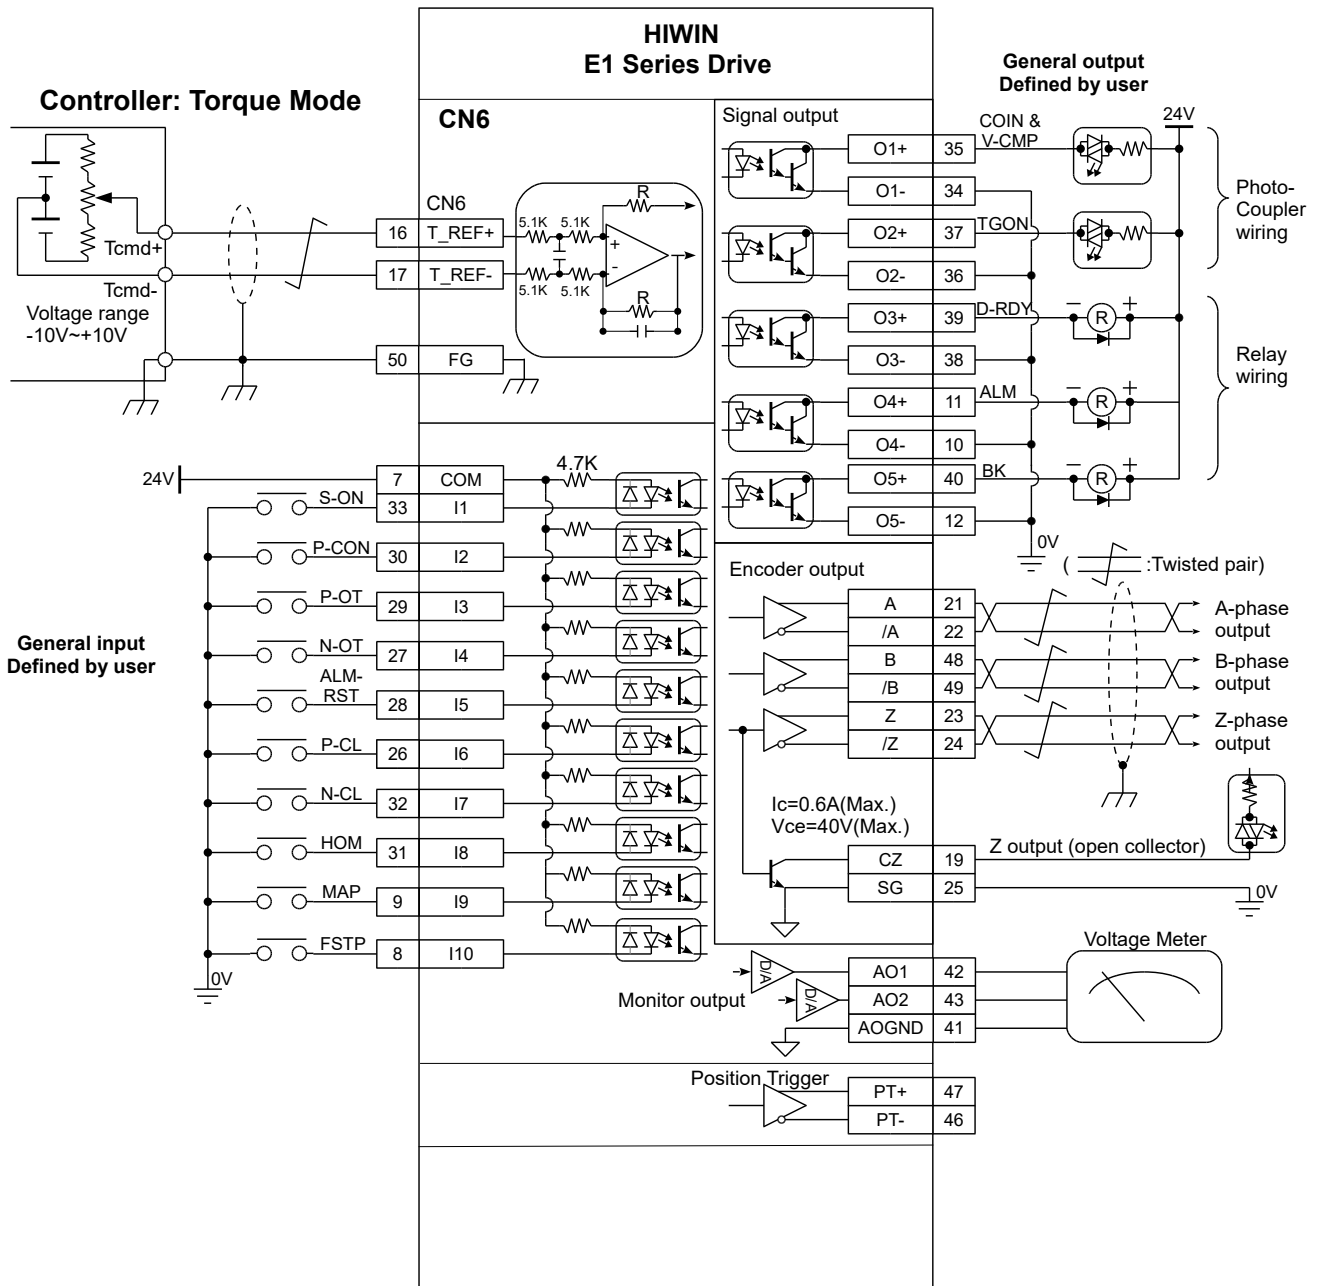 HIWIN
E1 Series Drive
Controller: Torque Mode
CN6
Tcmd+
Tcmd-
Voltage range
-10V~+10V
CN6
16 T_REF+
17 T_REF-
50 FG
5.1K 5.1K
5.1K 5.1K
R
+
-
R
General input
Defined by user
24V
7 COM
4.7K
S-ON 33 I1
P-CON 30 I2
P-OT 29 I3
N-OT 27 I4
ALM-
RST 28 I5
P-CL 26 I6
N-CL 32 I7
HOM 31 I8
MAP 9 I9
FSTP 8 I10
0V
Signal output
General output
Defined by user
24V
COIN &
O1+ 35 V-CMP
O1- 34
O2+ 37 TGON
O2- 36
Photo-
Coupler
wiring
O3+ 39 D-RDY − R +
O3- 38
O4+ 11 ALM − R +
O4- 10
O5+ 40 BK − R +
O5- 12
Relay
wiring
0V
( :Twisted pair)
Encoder output
A 21
/A 22
A-phase
output
B 48
/B 49
B-phase
output
Z 23
/Z 24
Z-phase
output
Ic=0.6A(Max.)
Vce=40V(Max.)
CZ 19 Z output (open collector)
SG 25 0V
Monitor output
D/A
D/A
AO1 42
AO2 43
AOGND 41
Voltage Meter
Position Trigger
PT+ 47
PT- 46